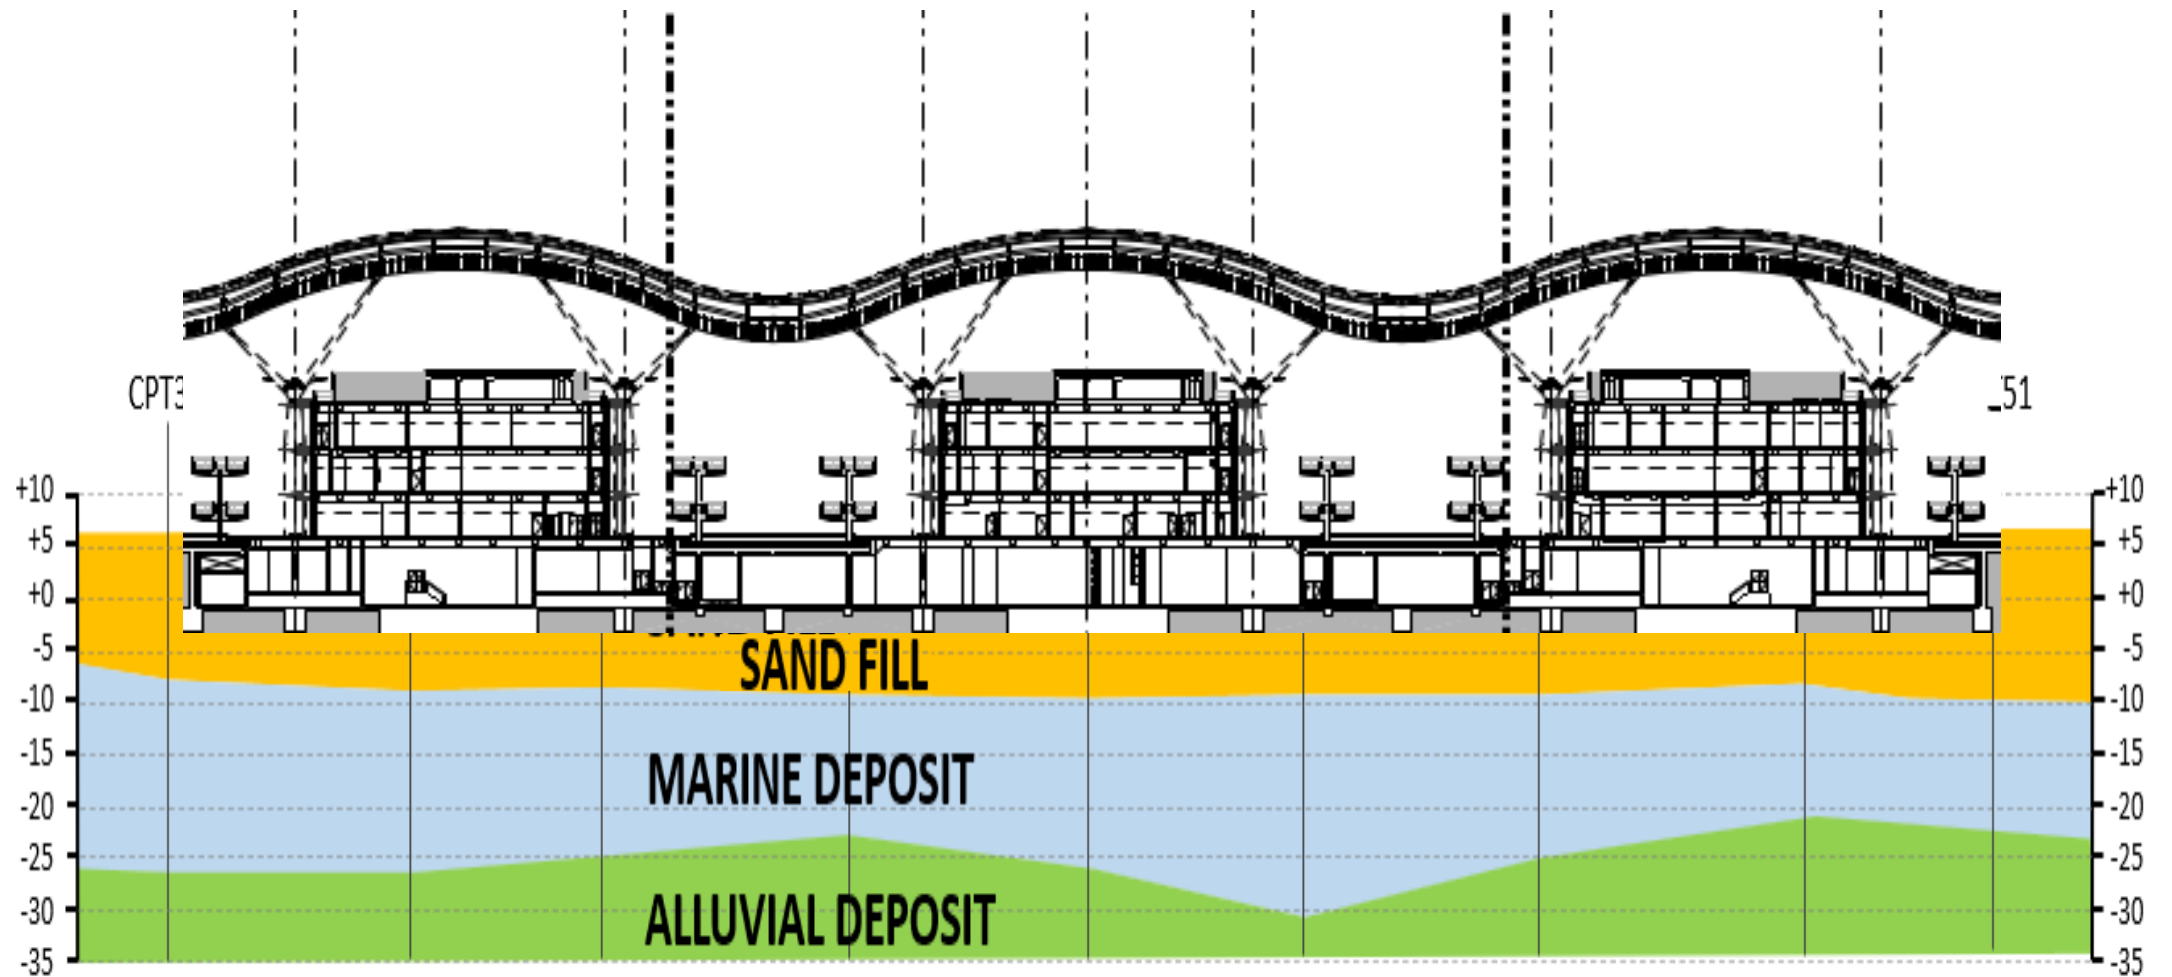 CPT3
51
+10 +10
+5 +5
+0 +0
-5 SAND FILL -5
-10 -10
-15 MARINE DEPOSIT -15
-20 -20
-25 -25
-30 ALLUVIAL DEPOSIT -30
-35 -35